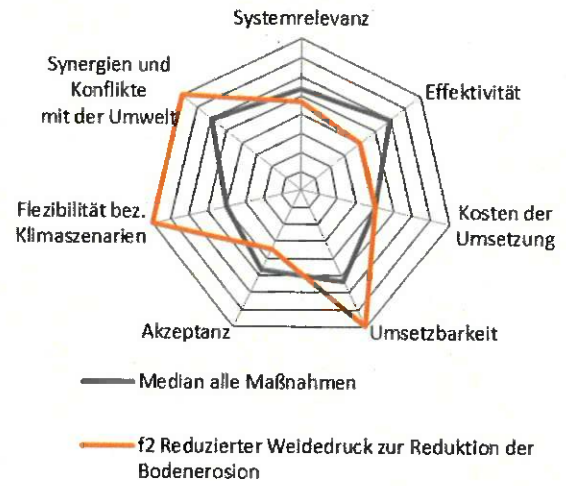 Systemrelevanz
Synergien und
Konflikte
mit der Umwelt
Effektivität
Flezibilität bez.
Klimaszenarien
Kosten der
Umsetzung
Akzeptanz
Umsetzbarkeit
Median alle Maßnahmen
f2 Reduzierter Weidedruck zur Reduktion der
Bodenerosion